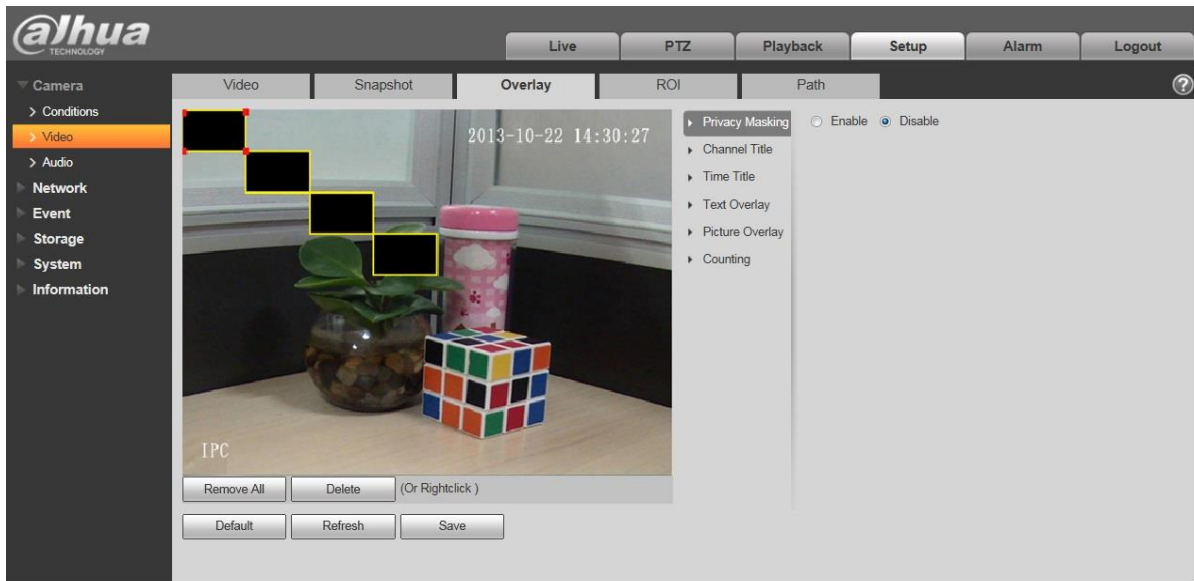 alhua
TECHNOLOGY
Live PTZ Playback Setup Alarm Logout
Camera
Conditions
Video
Audio
Network
Event
Storage
System
Information
Video Snapshot Overlay ROI Path
?
2013-10-22 14:30:27
IPC
Privacy Masking
Channel Title
Time Title
Text Overlay
Picture Overlay
Counting
Enable Disable
Remove All Delete (Or Rightclick )
Default Refresh Save